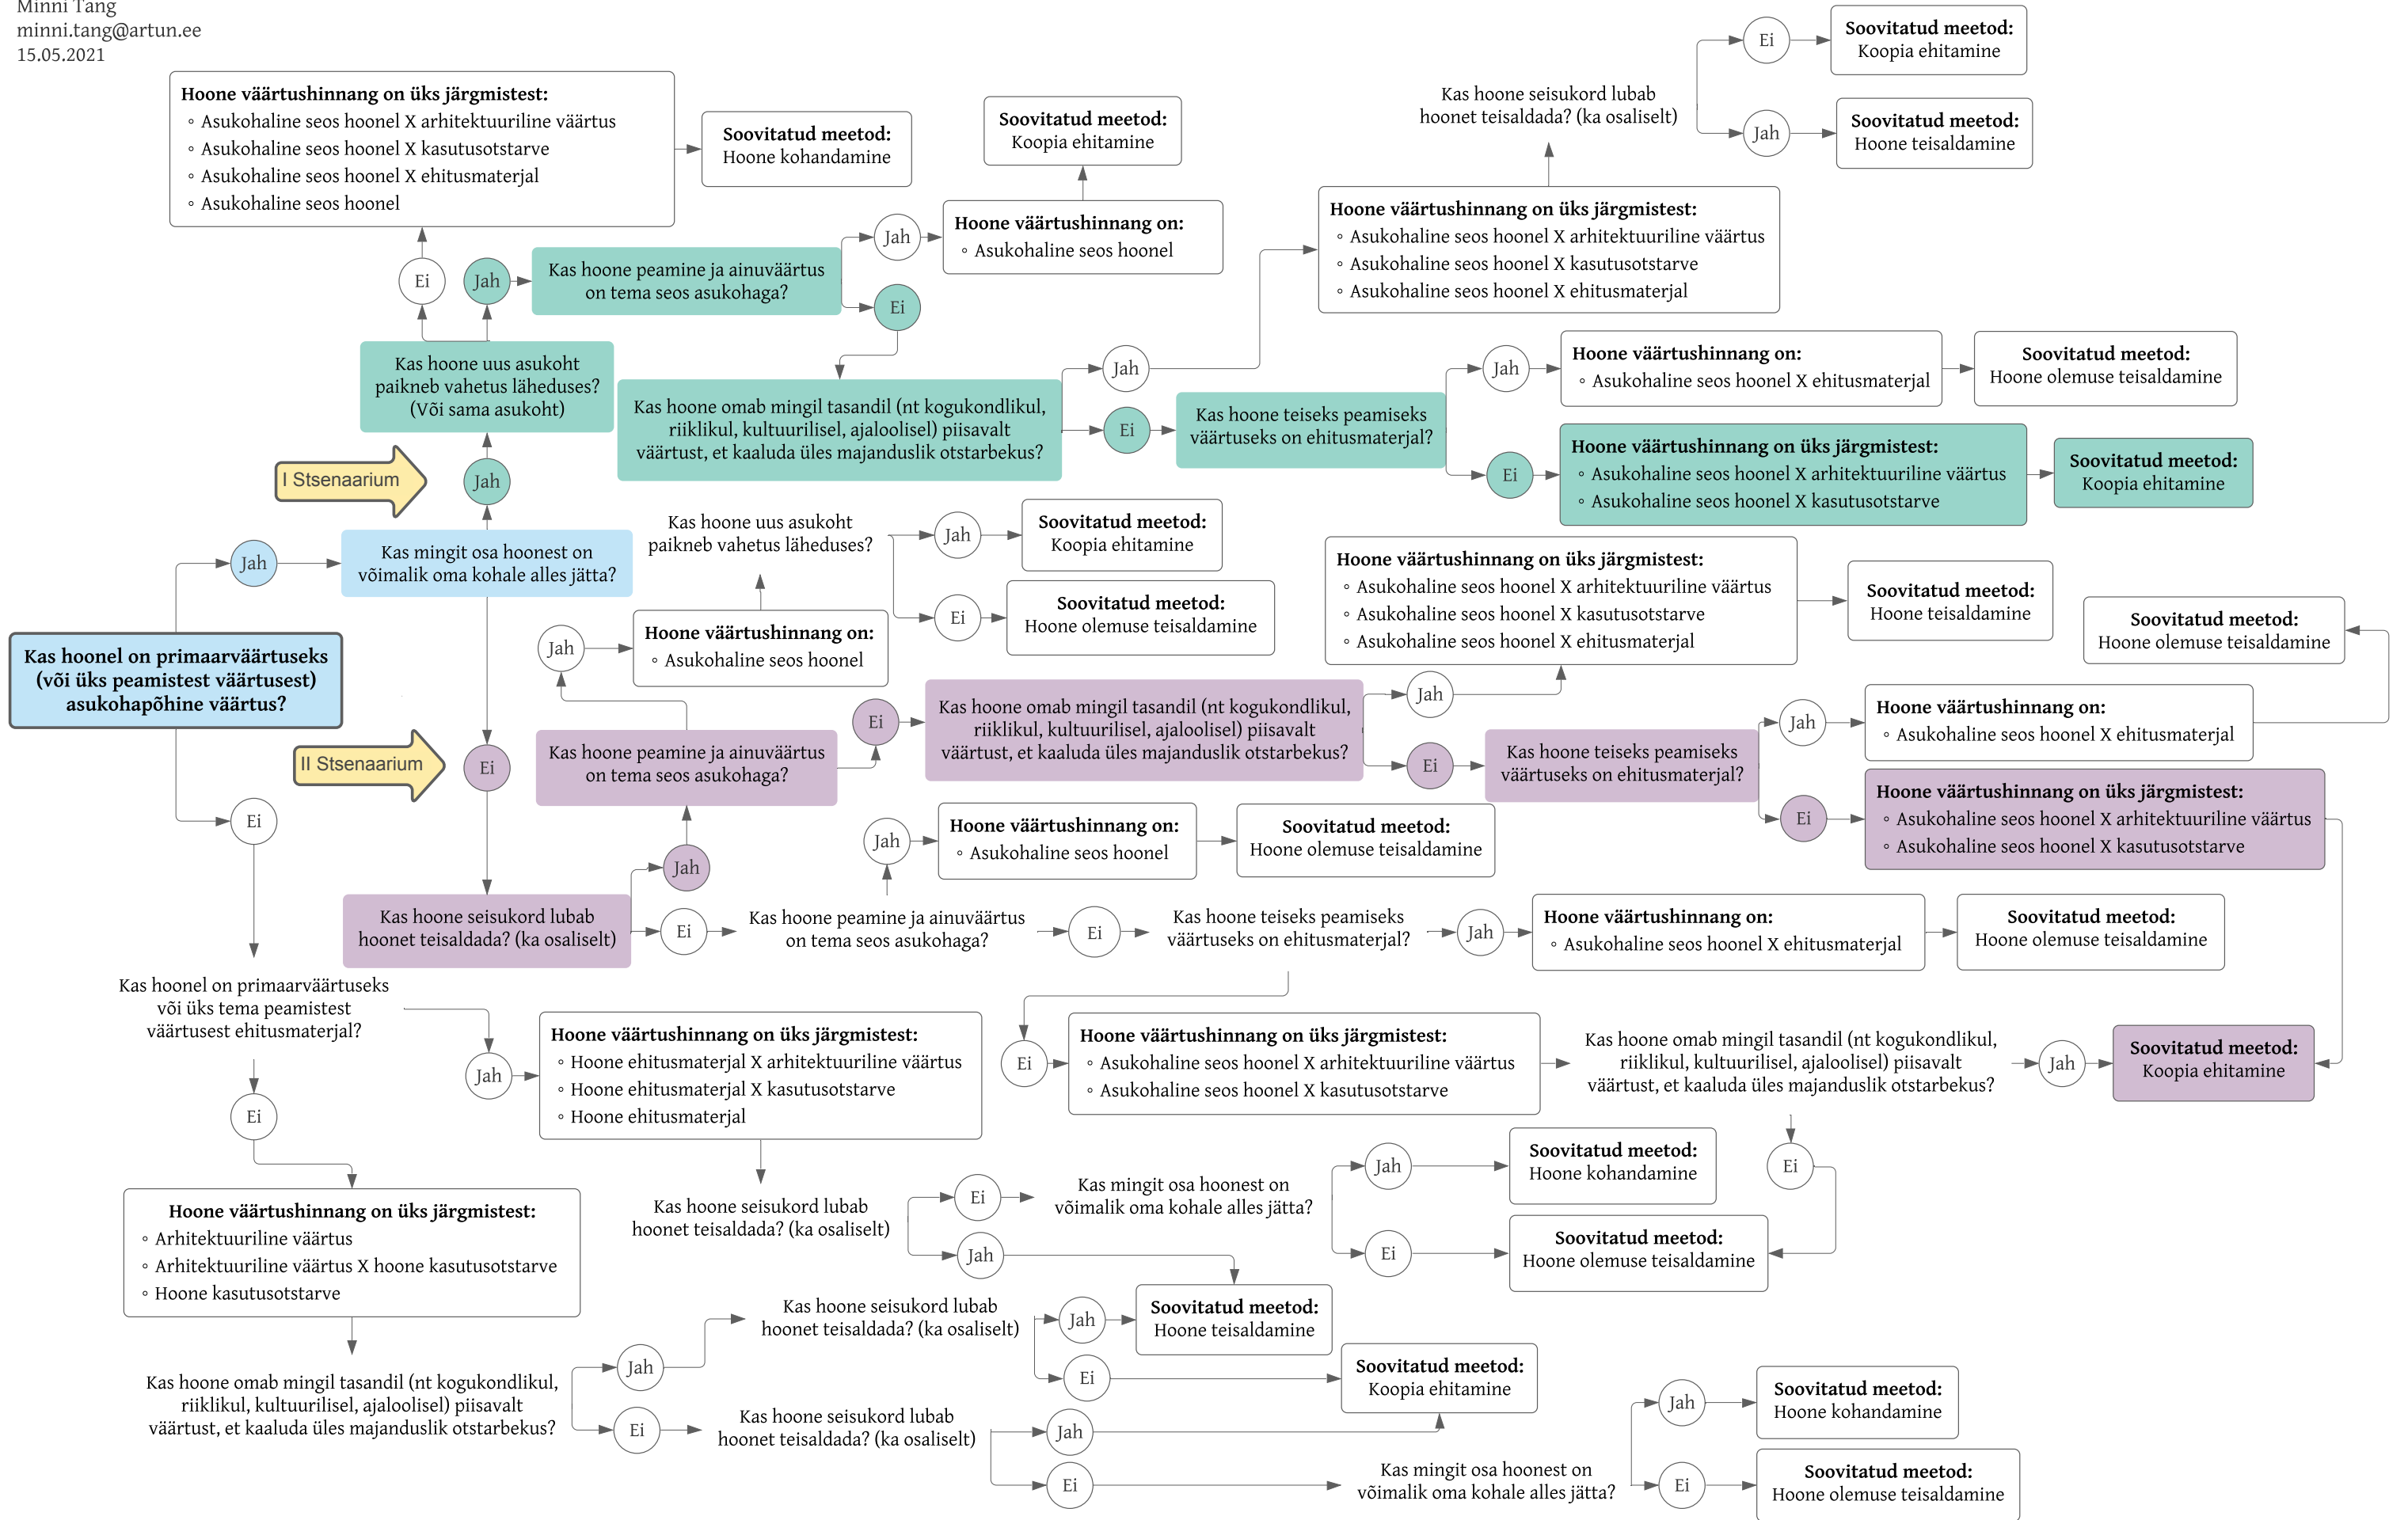 Minni Tang
minni.tang@artun.ee
15.05.2021
Soovitatud meetod:
Koopia ehitamine
Ei
Kas hoone seisukord lubab
hoonet teisaldada? (ka osaliselt)
Jah
Soovitatud meetod:
Hoone teisaldamine
Hoone väärtushinnang on üks järgmistest:
◦ Asukohaline seos hoonel X arhitektuuriline väärtus
◦ Asukohaline seos hoonel X kasutusotstarve
◦ Asukohaline seos hoonel X ehitusmaterjal
◦ Asukohaline seos hoonel
Soovitatud meetod:
Hoone kohandamine
Soovitatud meetod:
Koopia ehitamine
Hoone väärtushinnang on:
◦ Asukohaline seos hoonel
Jah
Hoone väärtushinnang on üks järgmistest:
◦ Asukohaline seos hoonel X arhitektuuriline väärtus
◦ Asukohaline seos hoonel X kasutusotstarve
◦ Asukohaline seos hoonel X ehitusmaterjal
Ei
Jah
Kas hoone peamine ja ainuväärtus
on tema seos asukohaga?
Ei
Kas hoone uus asukoht
paikneb vahetus läheduses?
(Või sama asukoht)
Kas hoone omab mingil tasandil (nt kogukondlikul,
riiklikul, kultuurilisel, ajaloolisel) piisavalt
väärtust, et kaaluda üles majanduslik otstarbekus?
Jah
Ei
Kas hoone teiseks peamiseks
väärtuseks on ehitusmaterjal?
Jah
Hoone väärtushinnang on:
◦ Asukohaline seos hoonel X ehitusmaterjal
Soovitatud meetod:
Hoone olemuse teisaldamine
Ei
Hoone väärtushinnang on üks järgmistest:
◦ Asukohaline seos hoonel X arhitektuuriline väärtus
◦ Asukohaline seos hoonel X kasutusotstarve
Soovitatud meetod:
Koopia ehitamine
I Stsenaarium
Jah
Jah
Kas mingit osa hoonest on
võimalik oma kohale alles jätta?
Kas hoone uus asukoht
paikneb vahetus läheduses?
Jah
Soovitatud meetod:
Koopia ehitamine
Ei
Soovitatud meetod:
Hoone olemuse teisaldamine
Hoone väärtushinnang on üks järgmistest:
◦ Asukohaline seos hoonel X arhitektuuriline väärtus
◦ Asukohaline seos hoonel X kasutusotstarve
◦ Asukohaline seos hoonel X ehitusmaterjal
Soovitatud meetod:
Hoone teisaldamine
Soovitatud meetod:
Hoone olemuse teisaldamine
Kas hoonel on primaarväärtuseks
(või üks peamistest väärtusest)
asukohapõhine väärtus?
Jah
Hoone väärtushinnang on:
◦ Asukohaline seos hoonel
II Stsenaarium
Ei
Kas hoone peamine ja ainuväärtus
on tema seos asukohaga?
Ei
Kas hoone omab mingil tasandil (nt kogukondlikul,
riiklikul, kultuurilisel, ajaloolisel) piisavalt
väärtust, et kaaluda üles majanduslik otstarbekus?
Jah
Ei
Kas hoone teiseks peamiseks
väärtuseks on ehitusmaterjal?
Jah
Hoone väärtushinnang on:
◦ Asukohaline seos hoonel X ehitusmaterjal
Ei
Hoone väärtushinnang on üks järgmistest:
◦ Asukohaline seos hoonel X arhitektuuriline väärtus
◦ Asukohaline seos hoonel X kasutusotstarve
Ei
Jah
Jah
Hoone väärtushinnang on:
◦ Asukohaline seos hoonel
Soovitatud meetod:
Hoone olemuse teisaldamine
Kas hoone seisukord lubab
hoonet teisaldada? (ka osaliselt)
Ei
Kas hoone peamine ja ainuväärtus
on tema seos asukohaga?
Ei
Kas hoone teiseks peamiseks
väärtuseks on ehitusmaterjal?
Jah
Hoone väärtushinnang on:
◦ Asukohaline seos hoonel X ehitusmaterjal
Soovitatud meetod:
Hoone olemuse teisaldamine
Kas hoonel on primaarväärtuseks
või üks tema peamistest
väärtusest ehitusmaterjal?
Jah
Hoone väärtushinnang on üks järgmistest:
◦ Hoone ehitusmaterjal X arhitektuuriline väärtus
◦ Hoone ehitusmaterjal X kasutusotstarve
◦ Hoone ehitusmaterjal
Ei
Hoone väärtushinnang on üks järgmistest:
◦ Asukohaline seos hoonel X arhitektuuriline väärtus
◦ Asukohaline seos hoonel X kasutusotstarve
Kas hoone omab mingil tasandil (nt kogukondlikul,
riiklikul, kultuurilisel, ajaloolisel) piisavalt
väärtust, et kaaluda üles majanduslik otstarbekus?
Jah
Soovitatud meetod:
Koopia ehitamine
Ei
Ei
Kas hoone seisukord lubab
hoonet teisaldada? (ka osaliselt)
Ei
Jah
Kas mingit osa hoonest on
võimalik oma kohale alles jätta?
Jah
Soovitatud meetod:
Hoone kohandamine
Ei
Soovitatud meetod:
Hoone olemuse teisaldamine
Hoone väärtushinnang on üks järgmistest:
◦ Arhitektuuriline väärtus
◦ Arhitektuuriline väärtus X hoone kasutusotstarve
◦ Hoone kasutusotstarve
Kas hoone seisukord lubab
hoonet teisaldada? (ka osaliselt)
Jah
Soovitatud meetod:
Hoone teisaldamine
Ei
Soovitatud meetod:
Koopia ehitamine
Kas hoone omab mingil tasandil (nt kogukondlikul,
riiklikul, kultuurilisel, ajaloolisel) piisavalt
väärtust, et kaaluda üles majanduslik otstarbekus?
Jah
Ei
Kas hoone seisukord lubab
hoonet teisaldada? (ka osaliselt)
Jah
Ei
Kas mingit osa hoonest on
võimalik oma kohale alles jätta?
Jah
Soovitatud meetod:
Hoone kohandamine
Ei
Soovitatud meetod:
Hoone olemuse teisaldamine